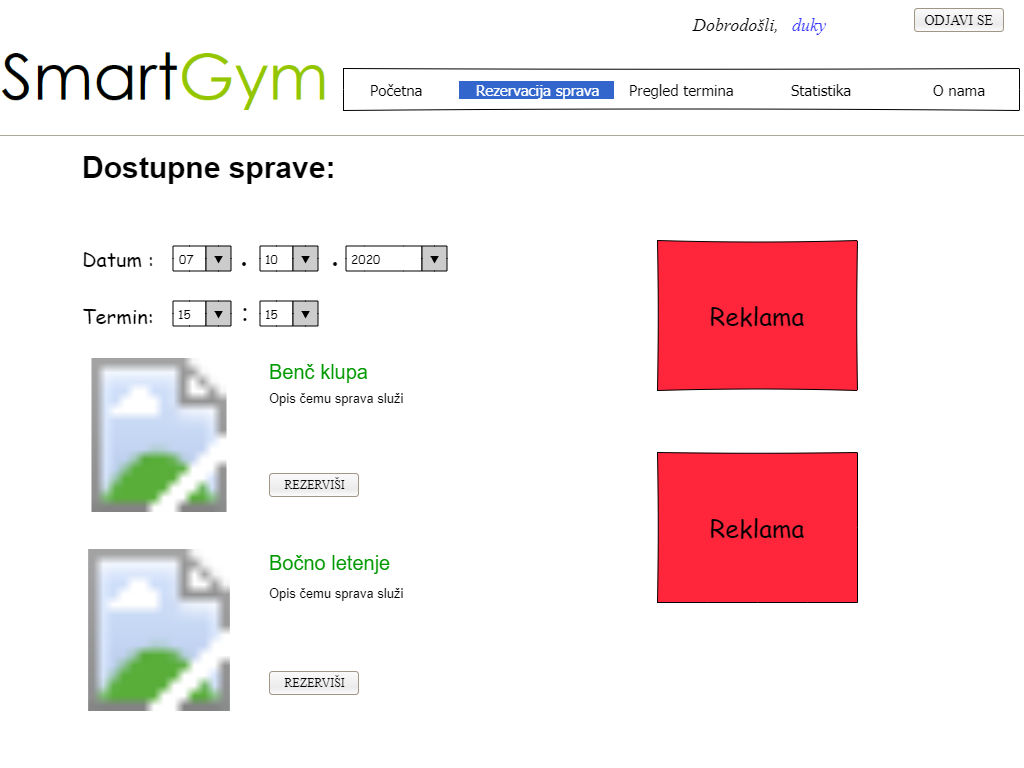 Dobrodošli, duky
ODJAVI SE
SmartGym
Početna Rezervacija sprava Pregled termina Statistika O nama
Dostupne sprave:
Datum : 07 . 10 . 2020
Termin: 15 : 15
Benč klupa
Opis čemu sprava služi
REZERVIŠI
Bočno letenje
Opis čemu sprava služi
REZERVIŠI
Reklama
Reklama